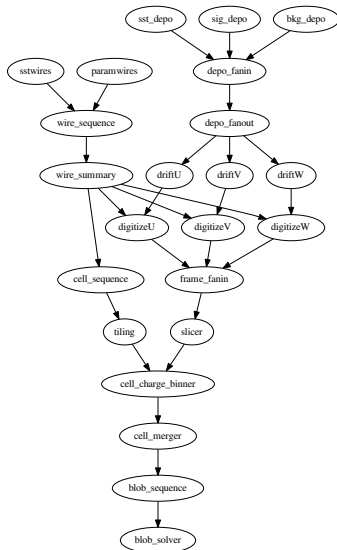 sst_depo
sig_depo
bkg_depo
sstwires
paramwires
depo_fanin
wire_sequence
depo_fanout
wire_summary
driftU
driftV
driftW
digitizeU
digitizeV
digitizeW
cell_sequence
frame_fanin
tiling
slicer
cell_charge_binner
cell_merger
blob_sequence
blob_solver